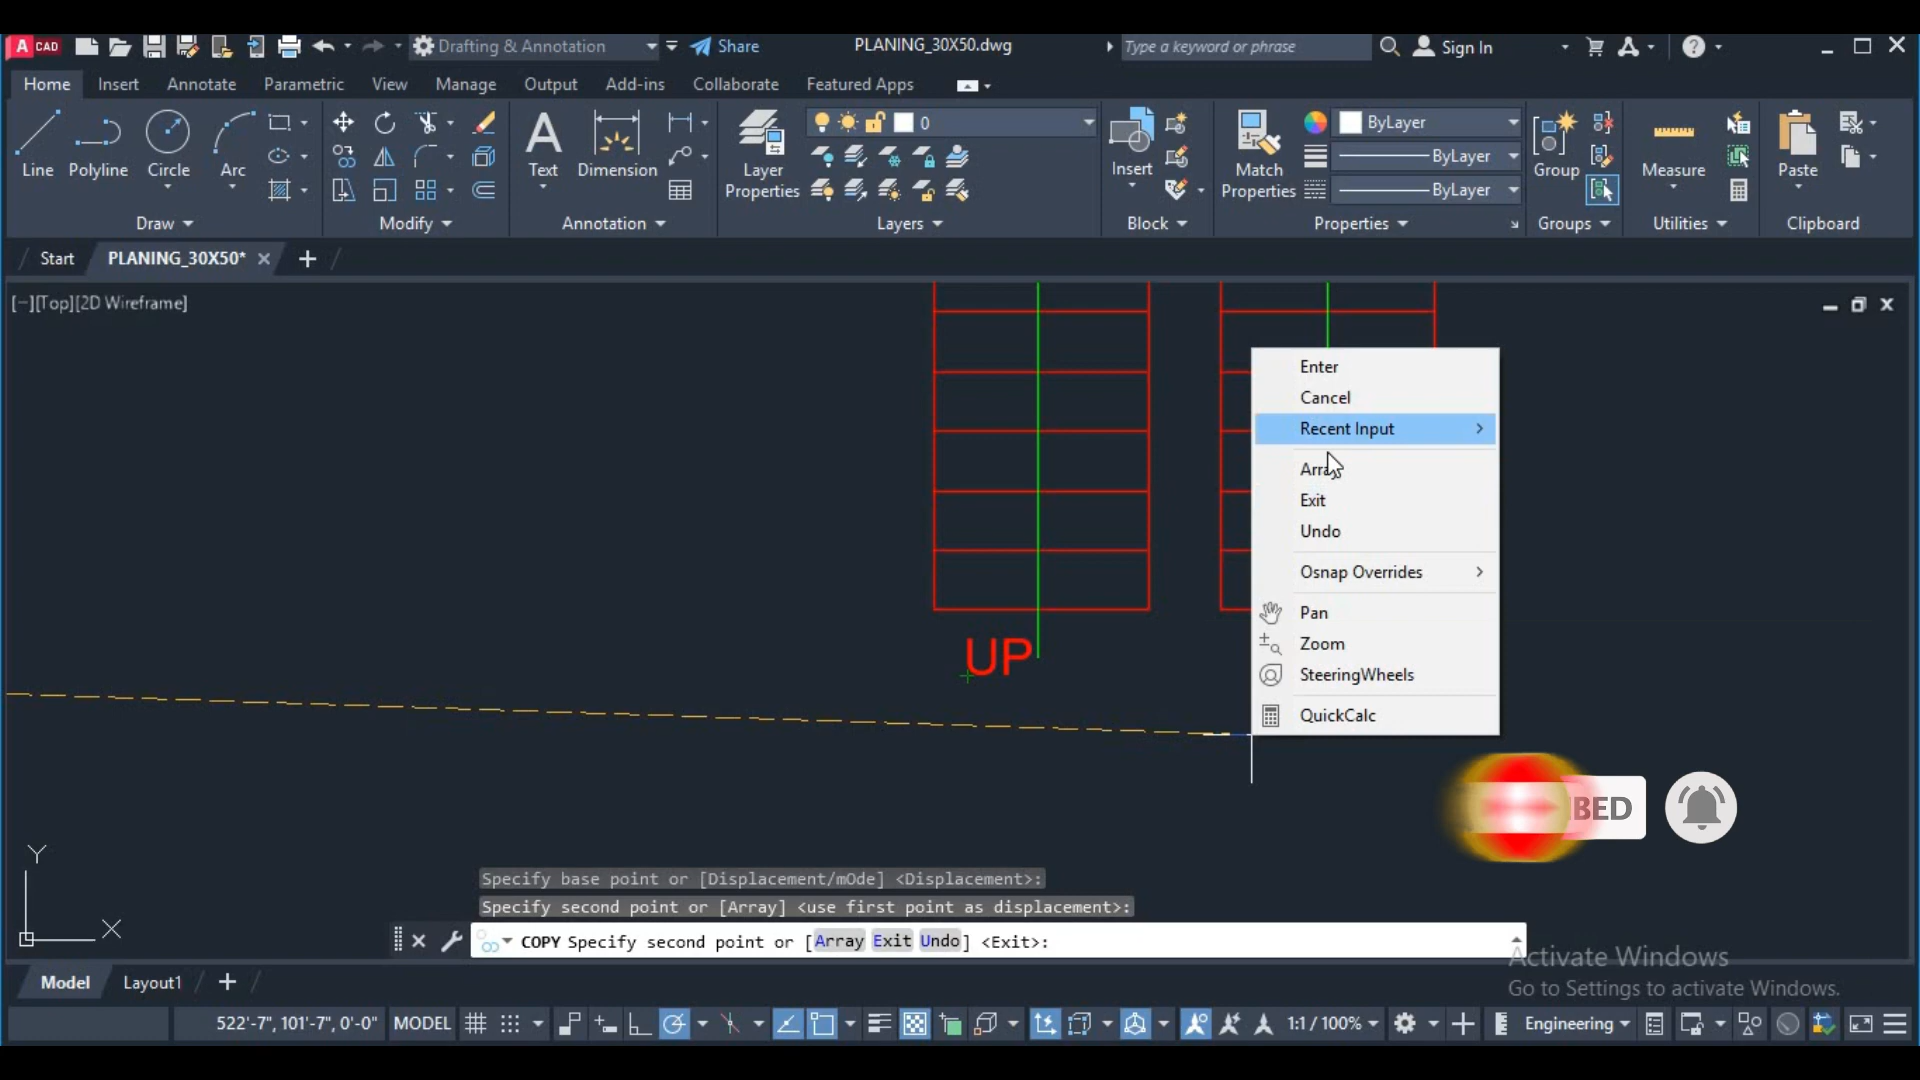 A CAD
Drafting & Annotation
Share
PLANING_30X50.dwg
Type a keyword or phrase
Sign In
Home Insert Annotate Parametric View Manage Output Add-ins Collaborate Featured Apps
Line Polyline Circle Arc
Text Dimension
Layer
Properties
0
Insert
Match
Properties
ByLayer
ByLayer
ByLayer
Group
Measure
Paste
Draw Modify Annotation Layers Block Properties Groups Utilities Clipboard
Start PLANING_30X50* +
[−][Top][2D Wireframe]
Enter
Cancel
Recent Input
Array
Exit
Undo
Osnap Overrides
Pan
Zoom
SteeringWheels
QuickCalc
UP
BED
Y
X
Specify base point or [Displacement/mOde] <Displacement>:
Specify second point or [Array] <use first point as displacement>:
COPY Specify second point or [Array Exit Undo] <Exit>:
Activate Windows
Go to Settings to activate Windows.
Model Layout1 +
522'-7", 101'-7", 0'-0" MODEL 1:1 / 100% Engineering